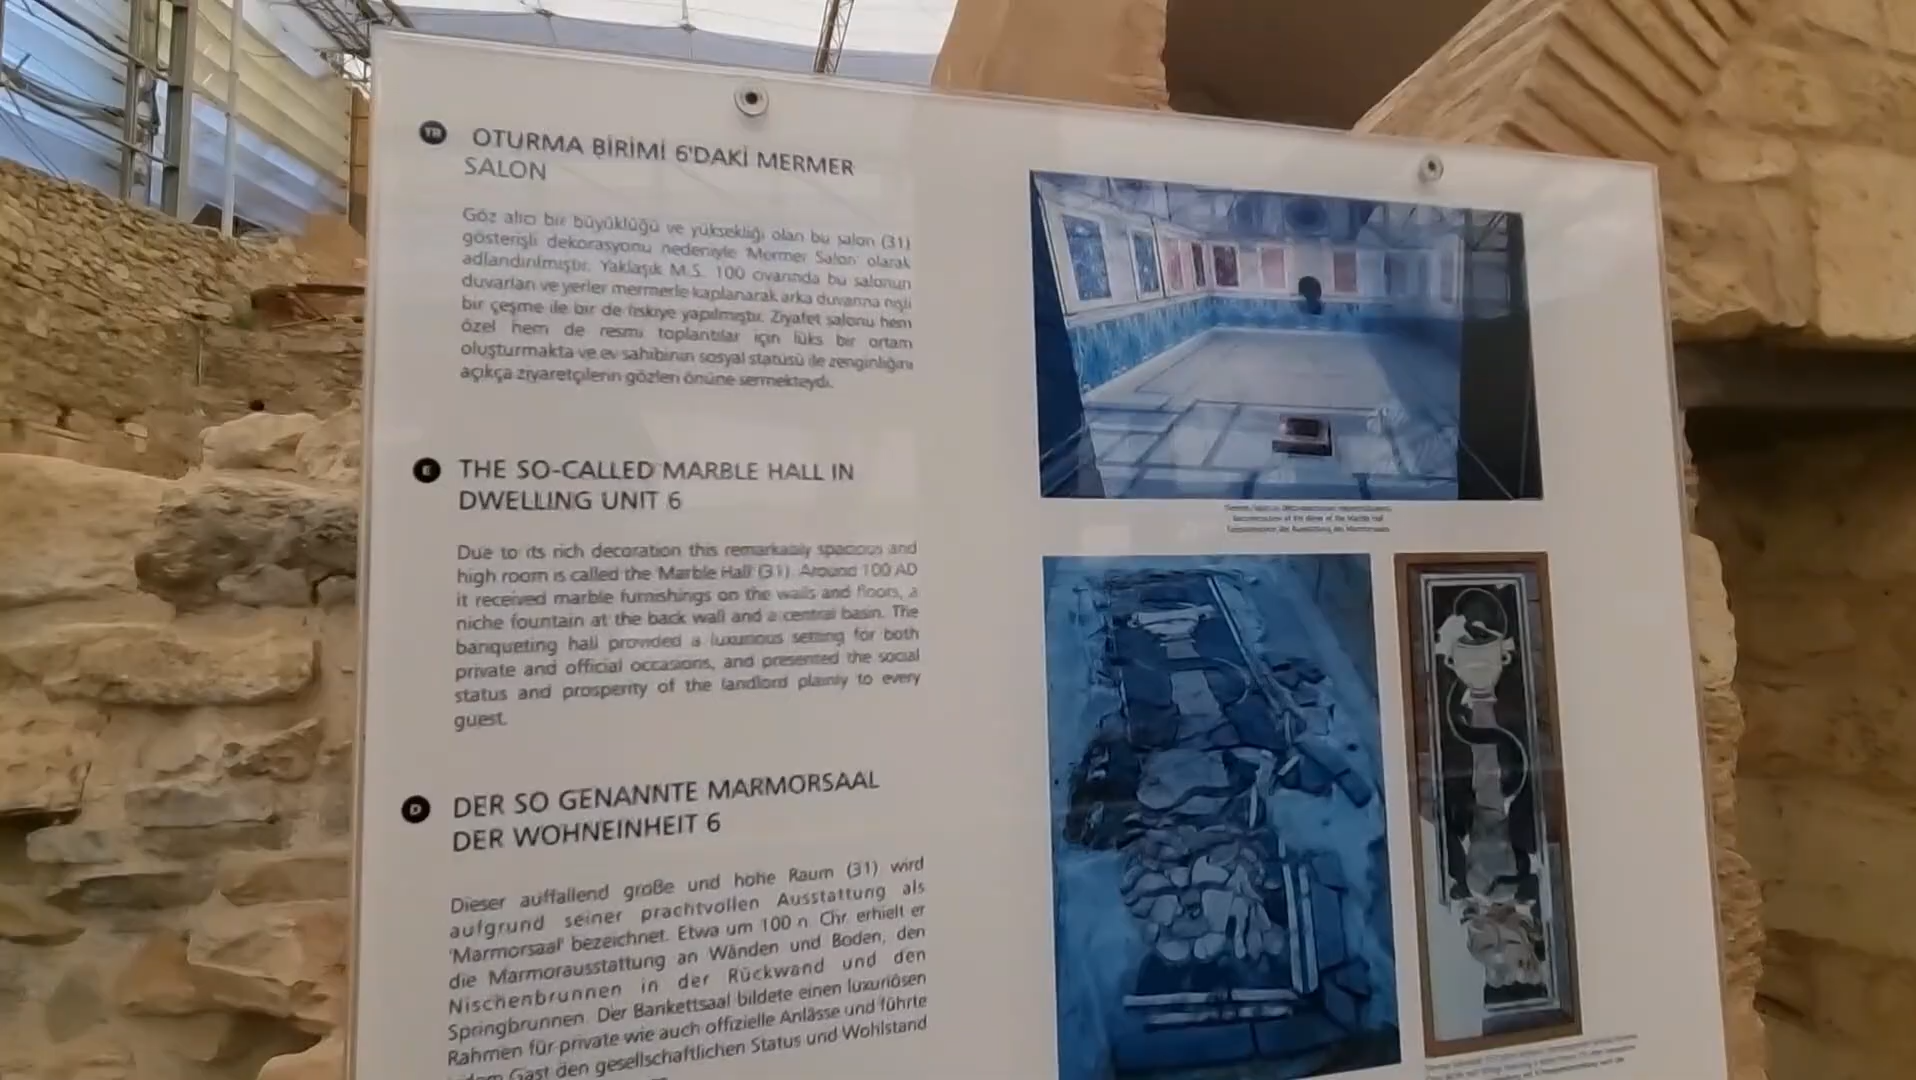 TR
OTURMA BİRİMİ 6'DAKİ MERMER
SALON
Göz alıcı bir büyüklüğü ve yüksekliği olan bu salon (31)
gösterişli dekorasyonu nedeniyle 'Mermer Salon' olarak
adlandırılmıştır. Yaklaşık M.S. 100 civarında bu salonun
duvarları ve yerler mermerle kaplanarak arka duvarına nişli
bir çeşme ile bir de fıskiye yapılmıştır. Ziyafet salonu hem
özel hem de resmi toplantılar için lüks bir ortam
oluşturmakta ve ev sahibinin sosyal statüsü ile zenginliğini
açıkça ziyaretçilerin gözleri önüne sermekteydi.
E
THE SO-CALLED MARBLE HALL IN
DWELLING UNIT 6
Due to its rich decoration this remarkably spacious and
high room is called the 'Marble Hall' (31). Around 100 AD
it received marble furnishings on the walls and floors, a
niche fountain at the back wall and a central basin. The
banqueting hall provided a luxurious setting for both
private and official occasions, and presented the social
status and prosperity of the landlord plainly to every
guest.
D
DER SO GENANNTE MARMORSAAL
DER WOHNEINHEIT 6
Dieser auffallend große und hohe Raum (31) wird
aufgrund seiner prachtvollen Ausstattung als
'Marmorsaal' bezeichnet. Etwa um 100 n. Chr. erhielt er
die Marmorausstattung an Wänden und Boden, den
Nischenbrunnen in der Rückwand und den
Springbrunnen. Der Bankettsaal bildete einen luxuriösen
Rahmen für private wie auch offizielle Anlässe und führte
Gast den gesellschaftlichen Status und Wohlstand